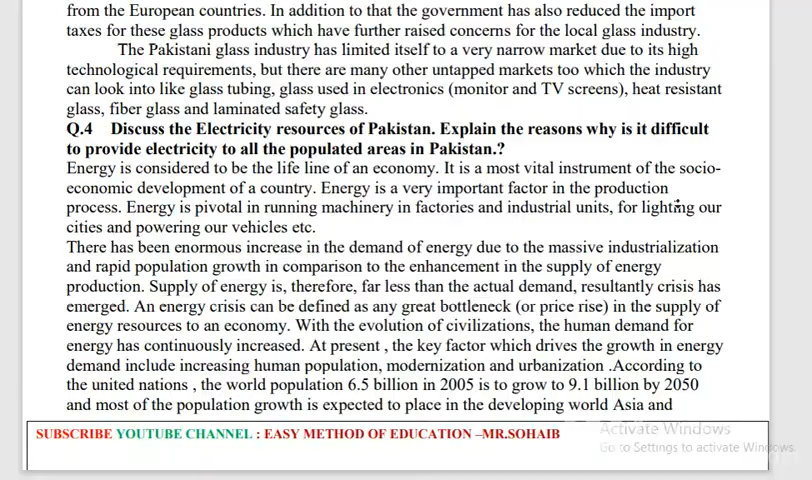 from the European countries. In addition to that the government has also reduced the import
taxes for these glass products which have further raised concerns for the local glass industry.
The Pakistani glass industry has limited itself to a very narrow market due to its high
technological requirements, but there are many other untapped markets too which the industry
can look into like glass tubing, glass used in electronics (monitor and TV screens), heat resistant
glass, fiber glass and laminated safety glass.
Q.4 Discuss the Electricity resources of Pakistan. Explain the reasons why is it difficult
to provide electricity to all the populated areas in Pakistan.?
Energy is considered to be the life line of an economy. It is a most vital instrument of the socio-
economic development of a country. Energy is a very important factor in the production
process. Energy is pivotal in running machinery in factories and industrial units, for lighting our
cities and powering our vehicles etc.
There has been enormous increase in the demand of energy due to the massive industrialization
and rapid population growth in comparison to the enhancement in the supply of energy
production. Supply of energy is, therefore, far less than the actual demand, resultantly crisis has
emerged. An energy crisis can be defined as any great bottleneck (or price rise) in the supply of
energy resources to an economy. With the evolution of civilizations, the human demand for
energy has continuously increased. At present , the key factor which drives the growth in energy
demand include increasing human population, modernization and urbanization .According to
the united nations , the world population 6.5 billion in 2005 is to grow to 9.1 billion by 2050
and most of the population growth is expected to place in the developing world Asia and
SUBSCRIBE YOUTUBE CHANNEL : EASY METHOD OF EDUCATION –MR.SOHAIB
Activate Windows
Go to Settings to activate Windows.